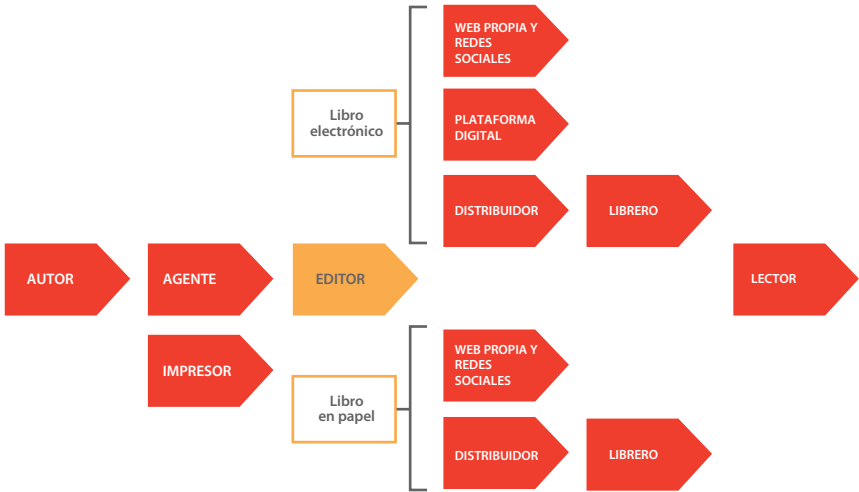 WEB PROPIA Y
REDES
SOCIALES
Libro
electrónico
PLATAFORMA
DIGITAL
DISTRIBUIDOR
LIBRERO
AUTOR
AGENTE
EDITOR
LECTOR
IMPRESOR
WEB PROPIA Y
REDES
SOCIALES
Libro
en papel
DISTRIBUIDOR
LIBRERO